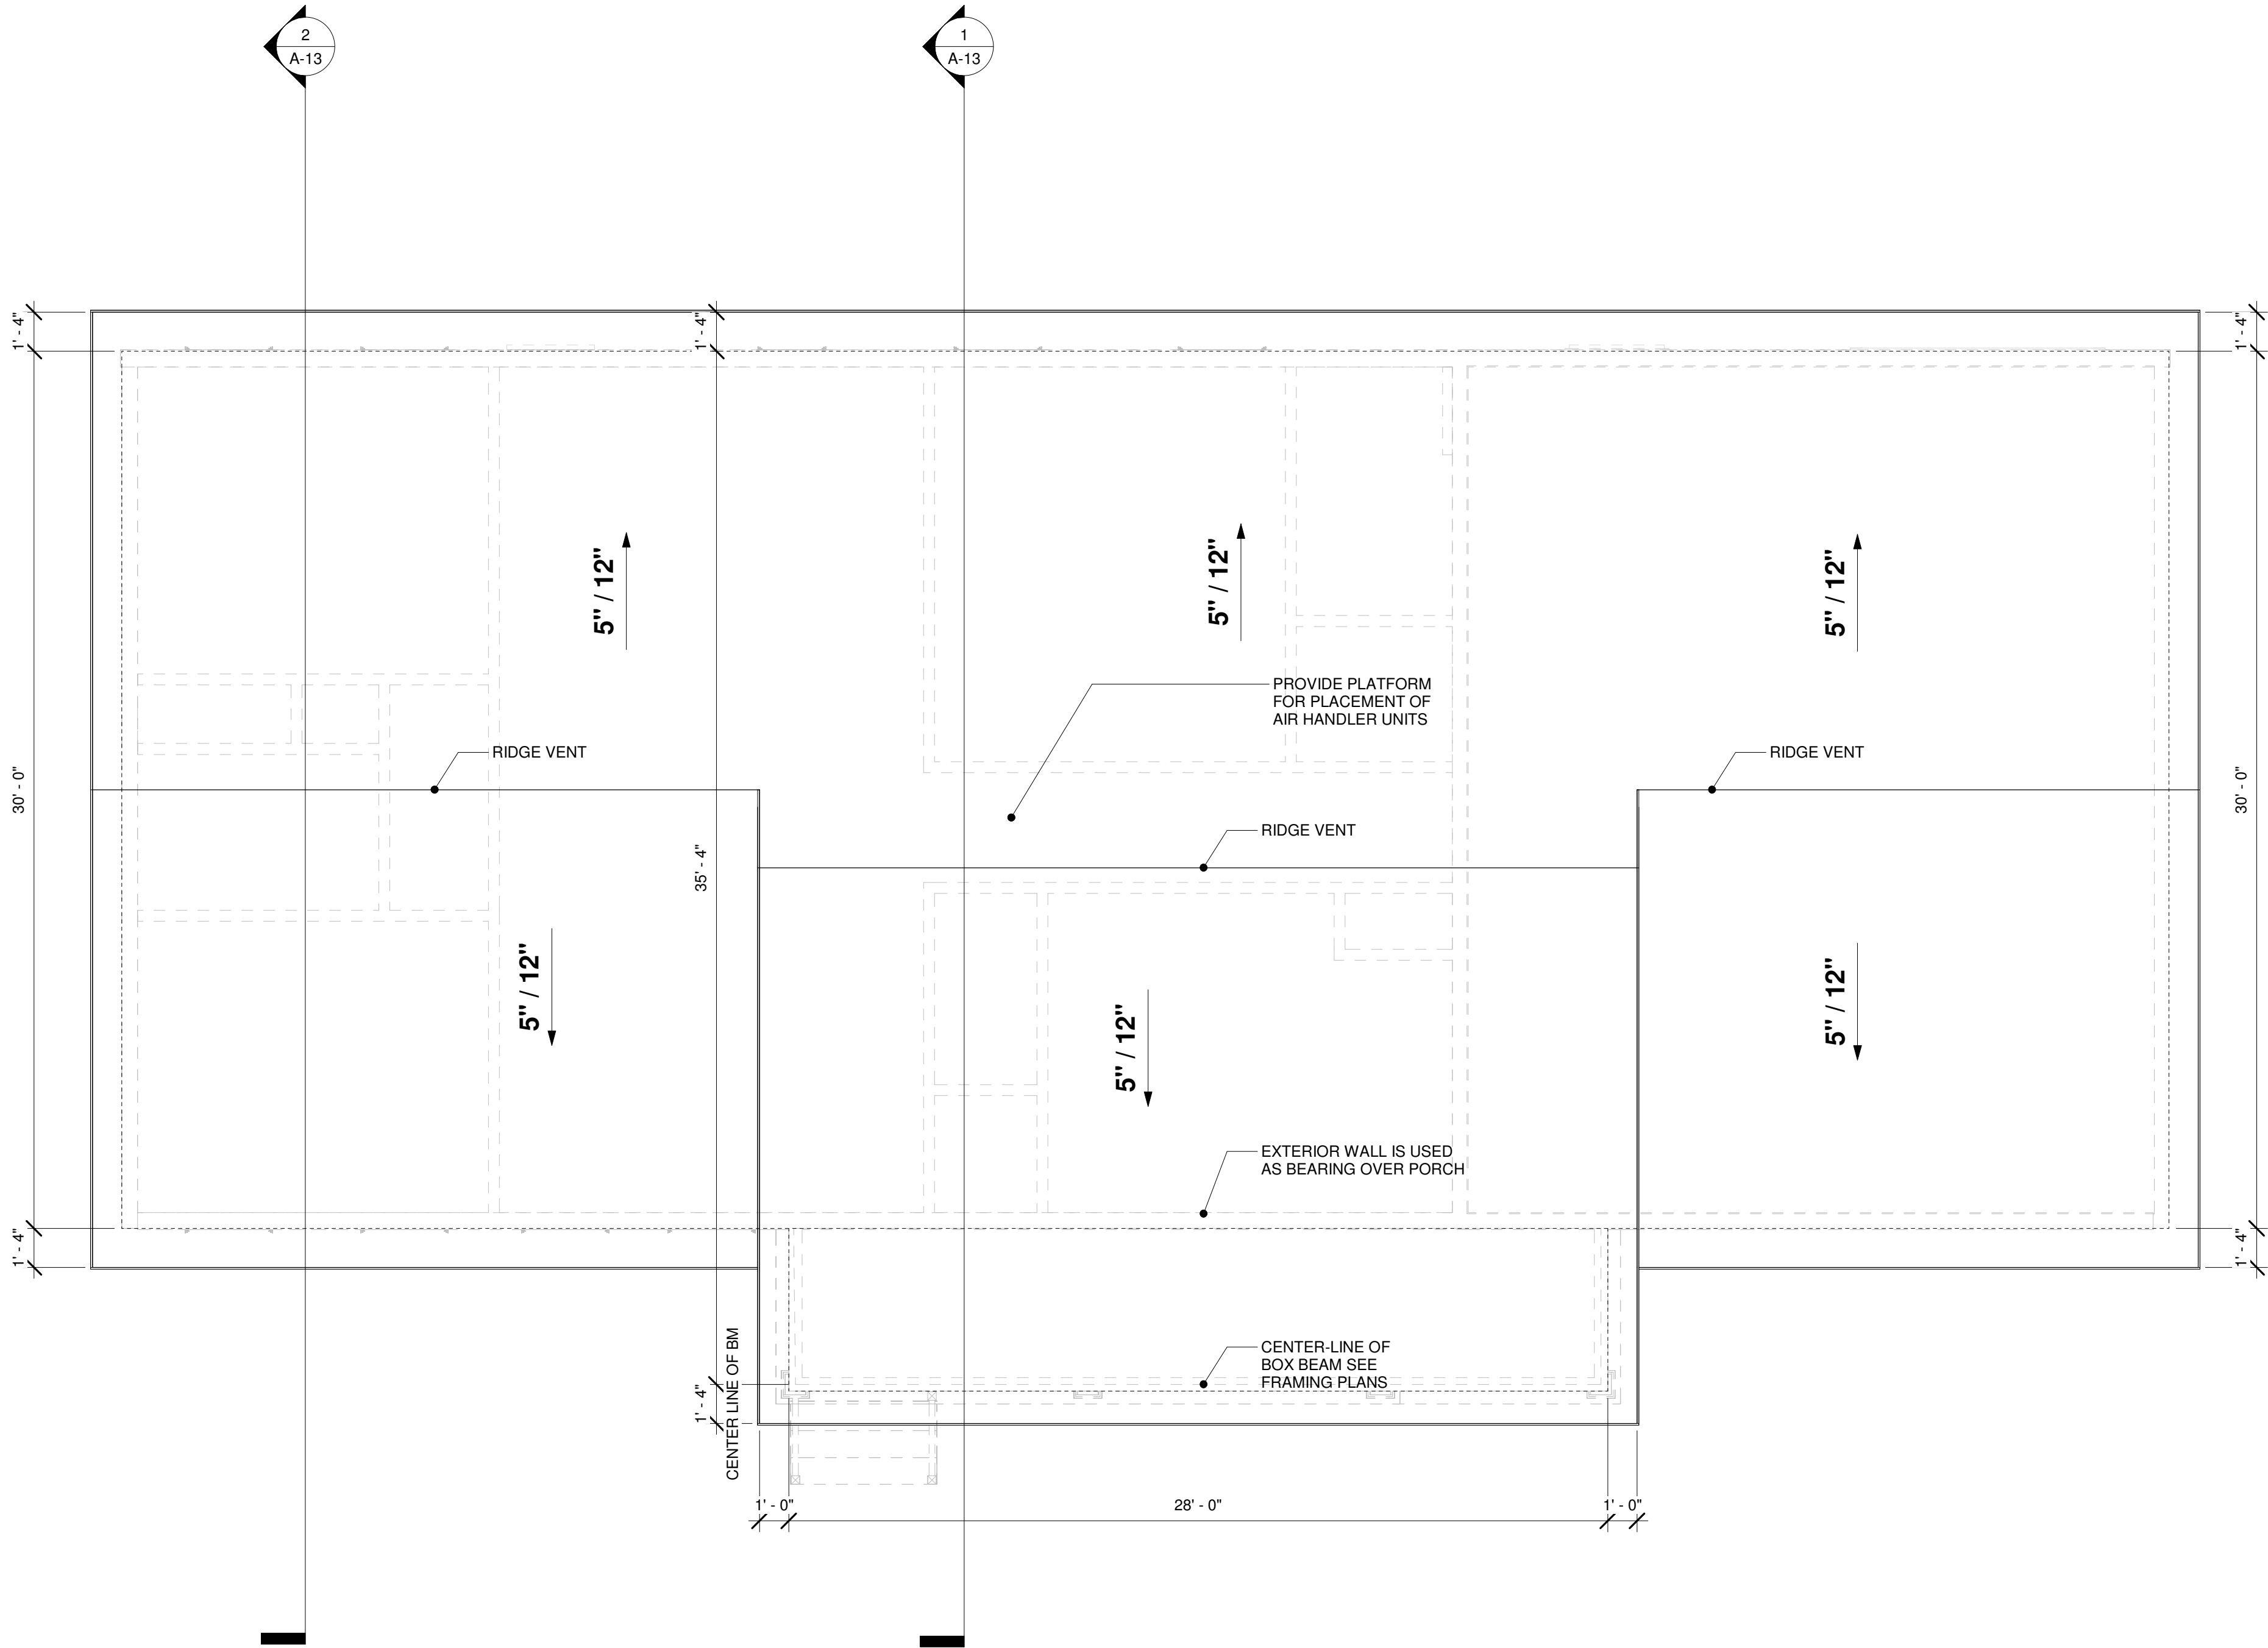 2
A-13
1
A-13
1' - 4"
1' - 4"
1' - 4"
5" / 12"
5" / 12"
5" / 12"
PROVIDE PLATFORM
FOR PLACEMENT OF
AIR HANDLER UNITS
RIDGE VENT
RIDGE VENT
30' - 0"
30' - 0"
RIDGE VENT
35' - 4"
5" / 12"
5" / 12"
5" / 12"
EXTERIOR WALL IS USED
AS BEARING OVER PORCH
1' - 4"
1' - 4"
CENTER-LINE OF
BOX BEAM SEE
FRAMING PLANS
1' - 4"
CENTER LINE OF BM
1' - 0"
28' - 0"
1' - 0"